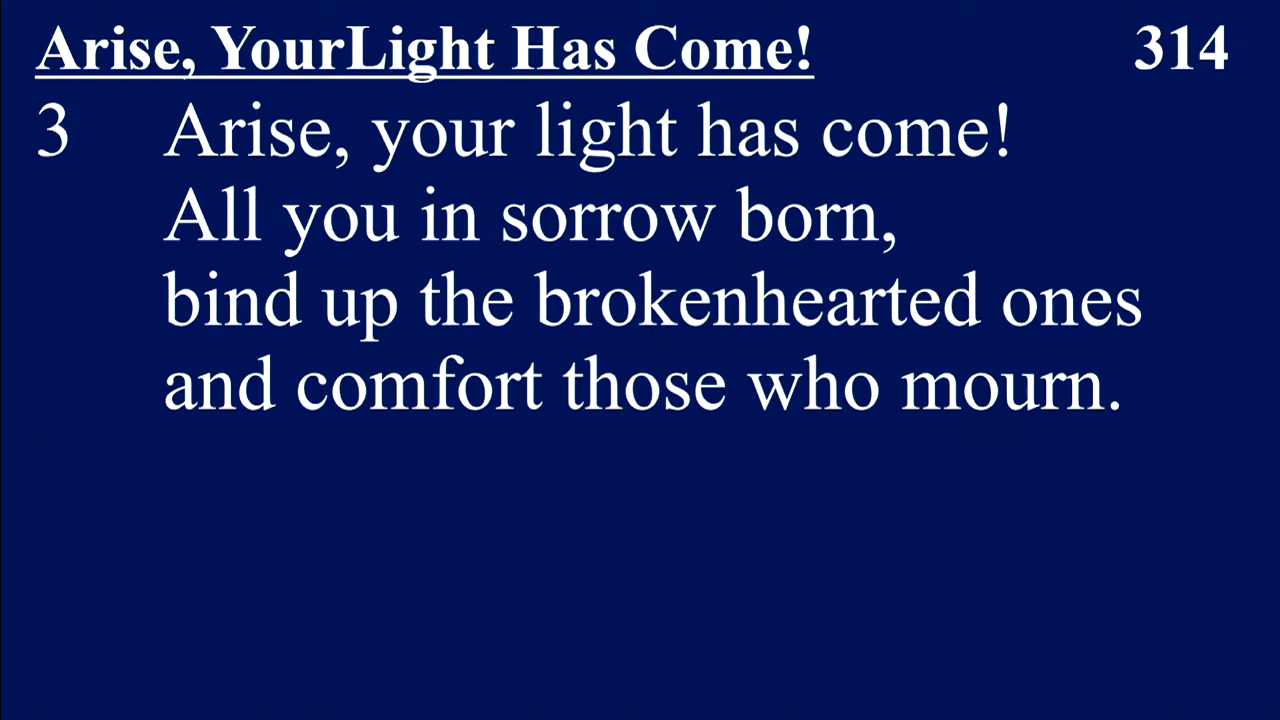 Arise, YourLight Has Come! 314
3 Arise, your light has come!
All you in sorrow born,
bind up the brokenhearted ones
and comfort those who mourn.